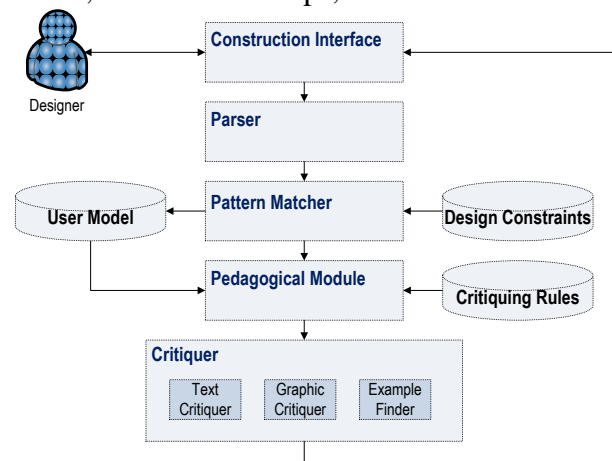 Construction Interface
Designer
Parser
User Model
Pattern Matcher
Design Constraints
Pedagogical Module
Critiquing Rules
Critiquer
Text
Critiquer
Graphic
Critiquer
Example
Finder